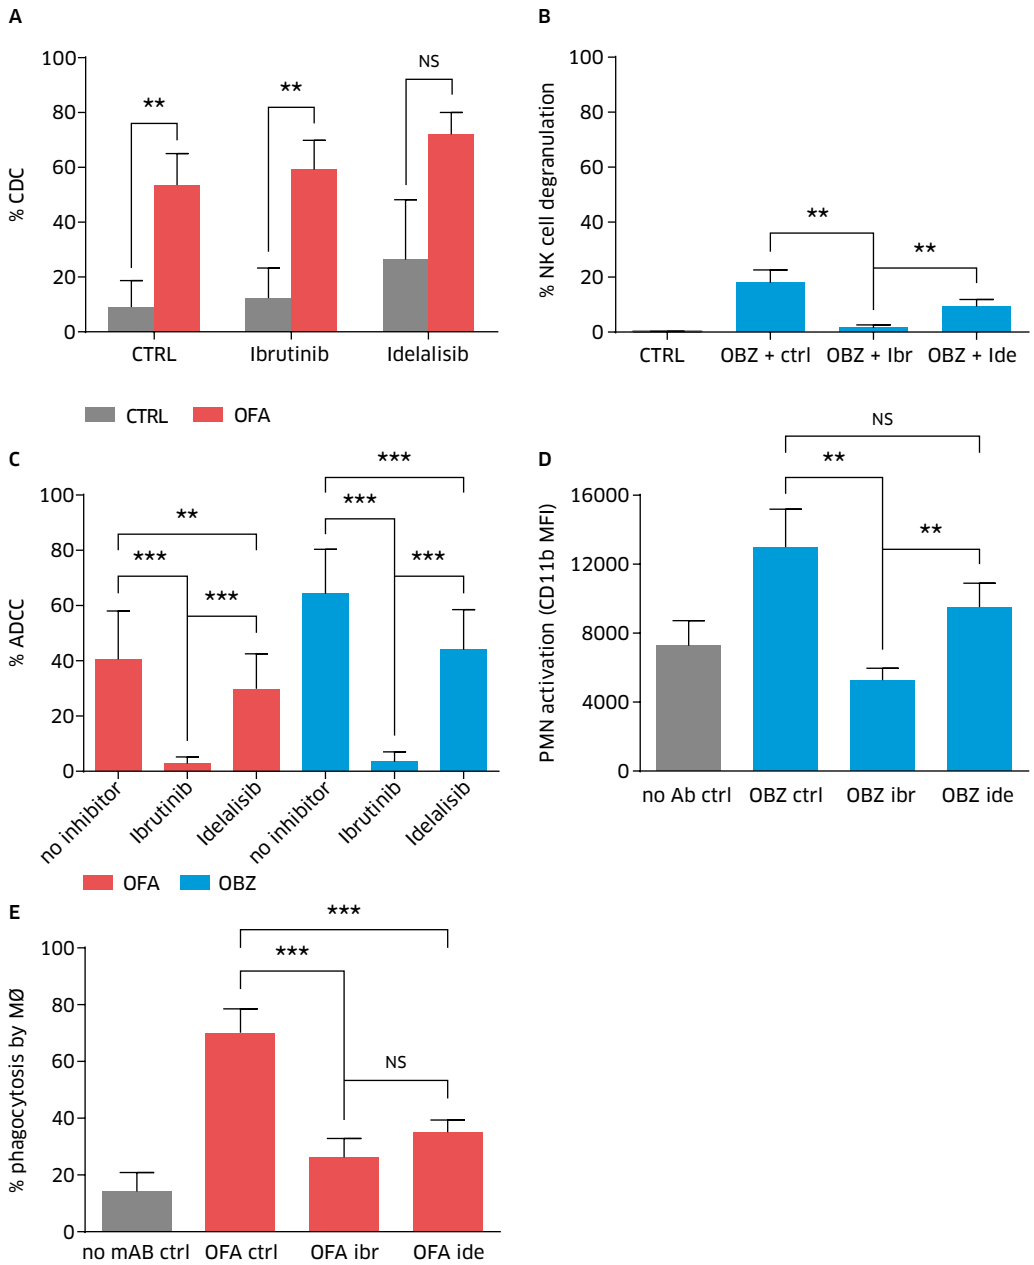 A
% CDC
100
80
60
40
20
0
**
**
NS
CTRL
Ibrutinib
Idelalisib
CTRL
OFA
B
% NK cell degranulation
100
80
60
40
20
0
**
**
CTRL
OBZ + ctrl
OBZ + Ibr
OBZ + Ide
C
% ADCC
100
80
60
40
20
0
**
***
***
***
***
***
no inhibitor
Ibrutinib
Idelalisib
no inhibitor
Ibrutinib
Idelalisib
OFA
OBZ
D
PMN activation (CD11b MFI)
16000
12000
8000
4000
0
NS
**
**
no Ab ctrl
OBZ ctrl
OBZ ibr
OBZ ide
E
% phagocytosis by MØ
100
80
60
40
20
0
***
***
NS
no mAB ctrl
OFA ctrl
OFA ibr
OFA ide